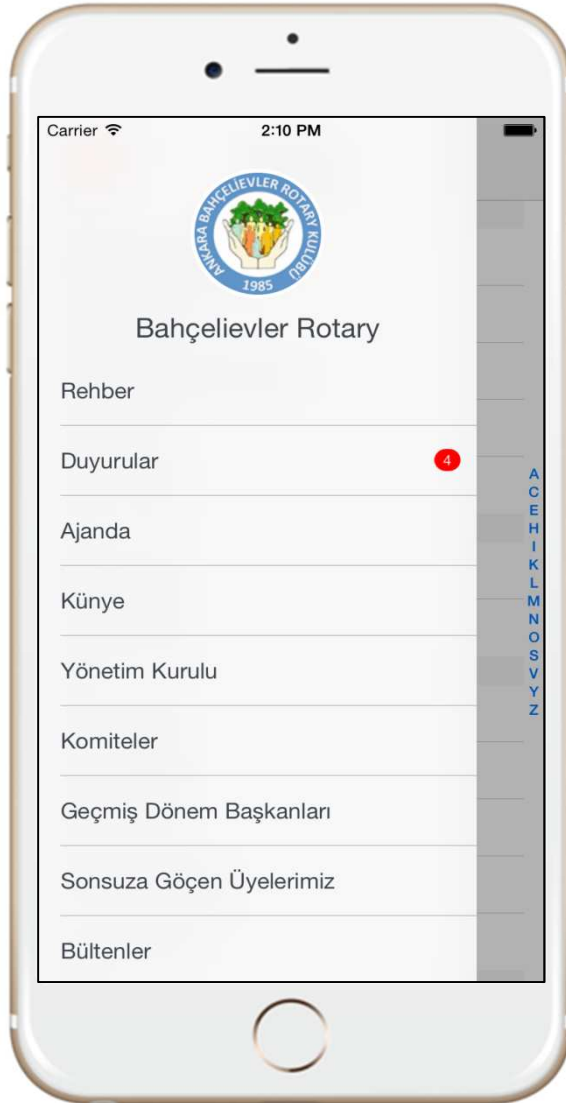 Carrier
2:10 PM
ANKARA BAHÇELİEVLER ROTARY KULÜBÜ
1985
Bahçelievler Rotary
Rehber
Duyurular
4
Ajanda
Künye
Yönetim Kurulu
Komiteler
Geçmiş Dönem Başkanları
Sonsuza Göçen Üyelerimiz
Bültenler
A
C
E
H
I
K
L
M
N
O
S
V
Y
Z